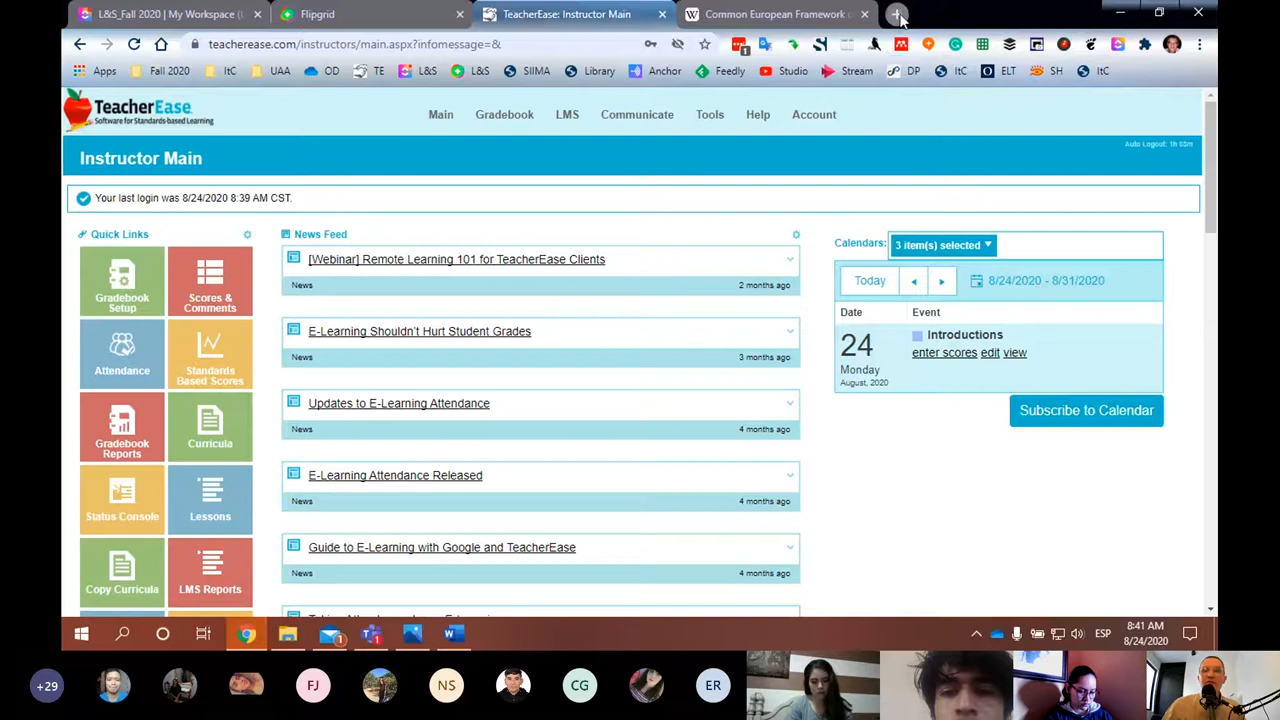 L&S_Fall 2020 | My Workspace (
Flipgrid
TeacherEase: Instructor Main
Common European Framework o
teacherease.com/instructors/main.aspx?infomessage=&
Apps
Fall 2020
ItC
UAA
OD
TE
L&S
L&S
SIIMA
Library
Anchor
Feedly
Studio
Stream
DP
ItC
ELT
SH
ItC
TeacherEase
Software for Standards-based Learning
Main
Gradebook
LMS
Communicate
Tools
Help
Account
Instructor Main
Auto Logout: 1h 03m
Your last login was 8/24/2020 8:39 AM CST.
Quick Links
Gradebook Setup
Scores & Comments
Attendance
Standards Based Scores
Gradebook Reports
Curricula
Status Console
Lessons
Copy Curricula
LMS Reports
News Feed
[Webinar] Remote Learning 101 for TeacherEase Clients
News
2 months ago
E-Learning Shouldn't Hurt Student Grades
News
3 months ago
Updates to E-Learning Attendance
News
4 months ago
E-Learning Attendance Released
News
4 months ago
Guide to E-Learning with Google and TeacherEase
News
4 months ago
Calendars:
3 item(s) selected
Today
8/24/2020 - 8/31/2020
Date
Event
24
Monday
August, 2020
Introductions
enter scores edit view
Subscribe to Calendar
ESP
8:41 AM
8/24/2020
+29
FJ
NS
CG
ER